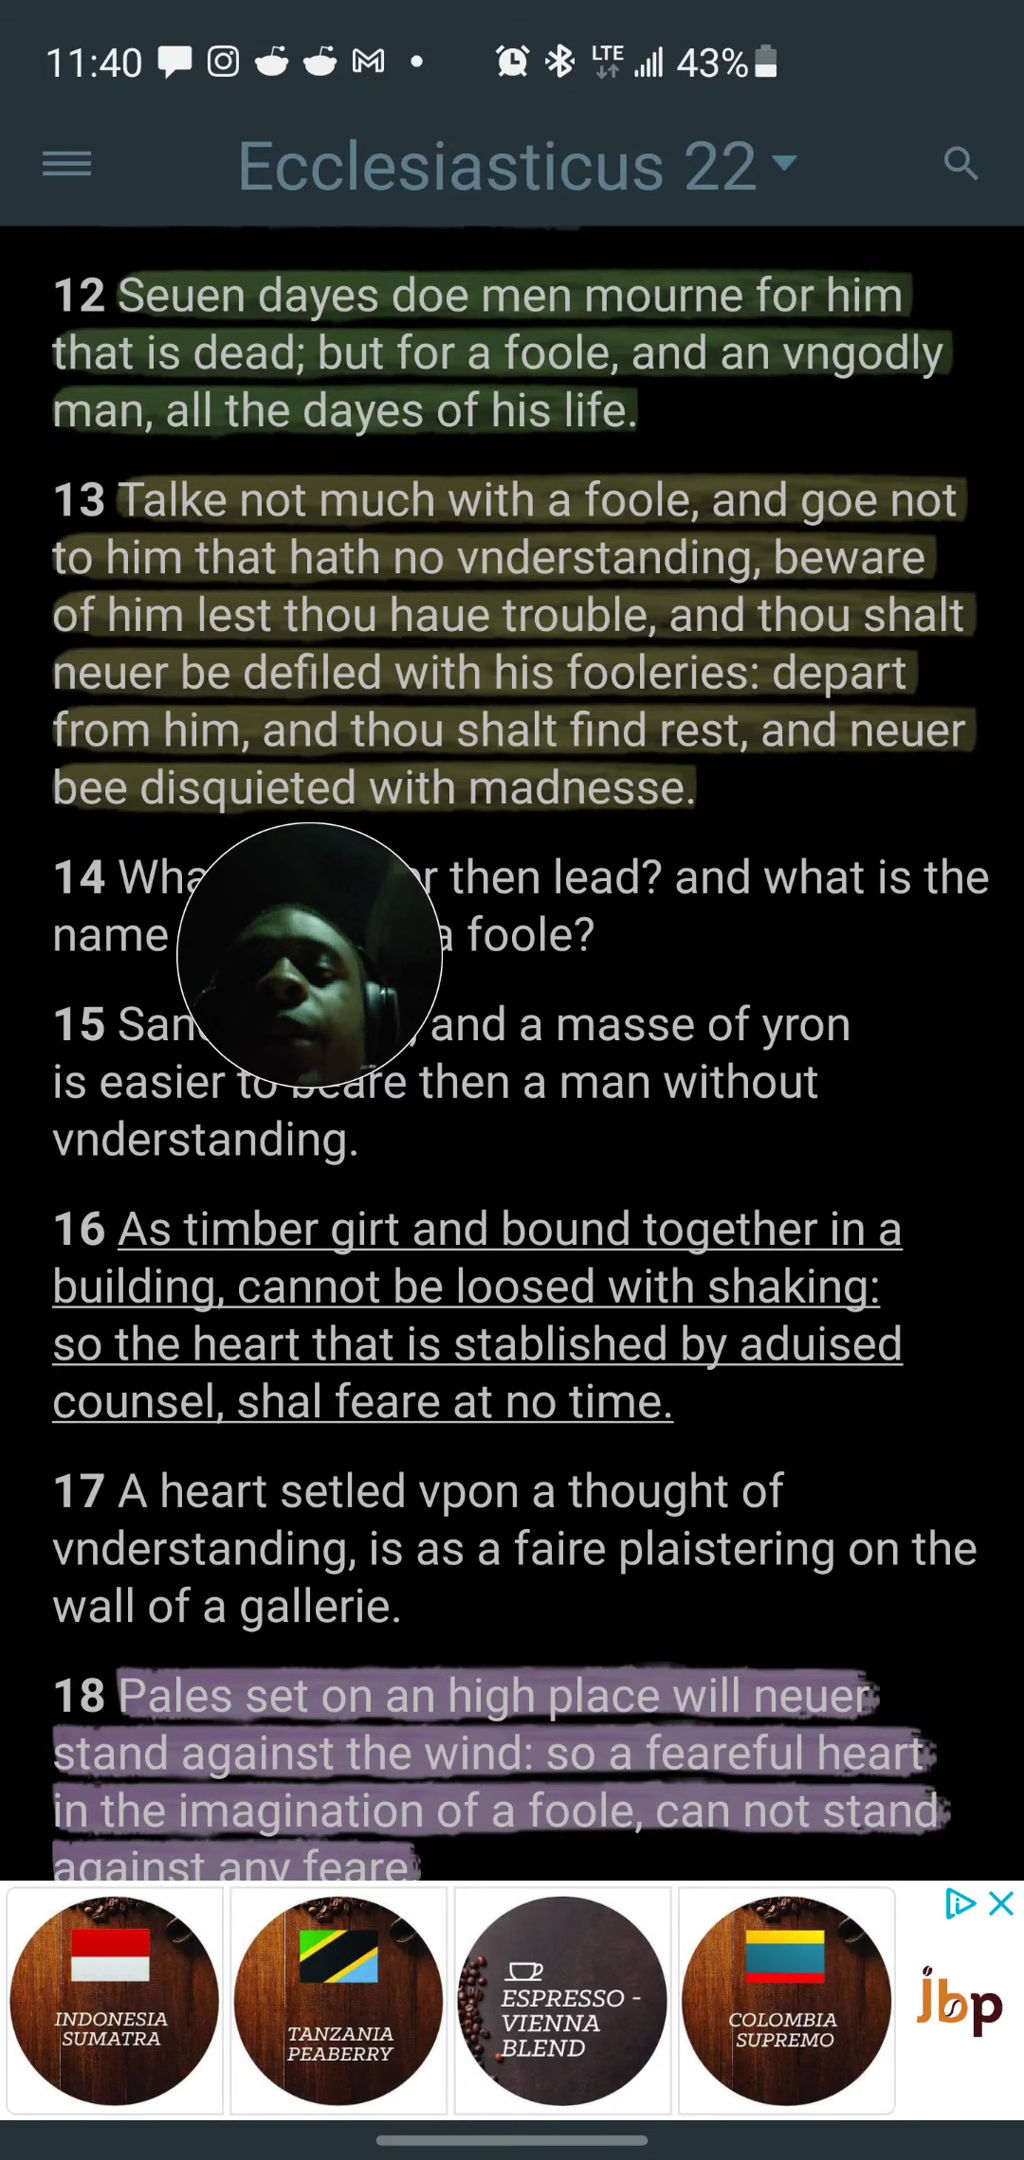 11:40 LTE 43%
Ecclesiasticus 22
12 Seuen dayes doe men mourne for him
that is dead; but for a foole, and an vngodly
man, all the dayes of his life.
13 Talke not much with a foole, and goe not
to him that hath no vnderstanding, beware
of him lest thou haue trouble, and thou shalt
neuer be defiled with his fooleries: depart
from him, and thou shalt find rest, and neuer
bee disquieted with madnesse.
14 then lead? and what is the
name a foole?
15 and a masse of yron
is easier to beare then a man without
vnderstanding.
16 As timber girt and bound together in a
building, cannot be loosed with shaking:
so the heart that is stablished by aduised
counsel, shal feare at no time.
17 A heart setled vpon a thought of
vnderstanding, is as a faire plaistering on the
wall of a gallerie.
18 Pales set on an high place will neuer
stand against the wind: so a feareful heart
in the imagination of a foole, can not stand
against any feare.
INDONESIA
SUMATRA
TANZANIA
PEABERRY
ESPRESSO -
VIENNA
BLEND
COLOMBIA
SUPREMO
jbp